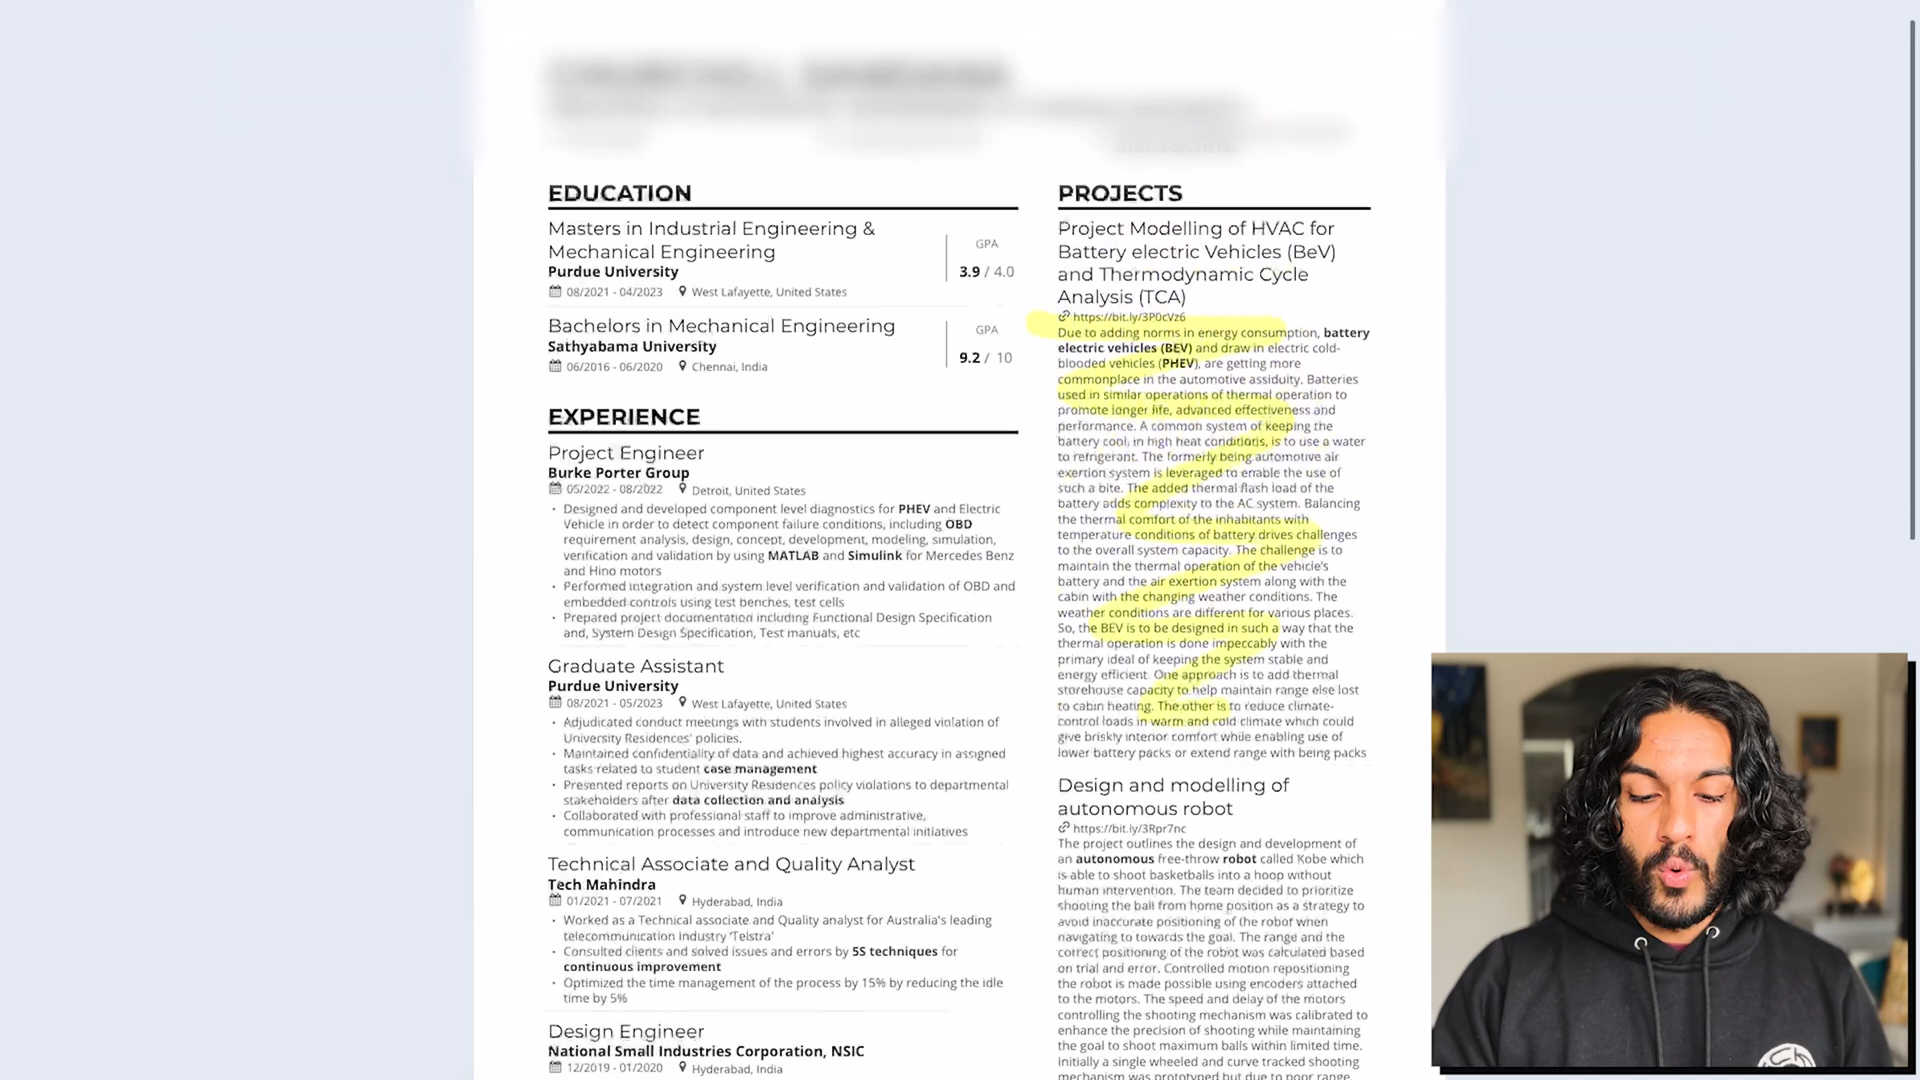 EDUCATION
Masters in Industrial Engineering &
Mechanical Engineering
Purdue University
08/2021 - 04/2023 West Lafayette, United States
GPA
3.9 / 4.0
Bachelors in Mechanical Engineering
Sathyabama University
06/2016 - 06/2020 Chennai, India
GPA
9.2 / 10
EXPERIENCE
Project Engineer
Burke Porter Group
05/2022 - 08/2022 Detroit, United States
• Designed and developed component level diagnostics for PHEV and Electric
Vehicle in order to detect component failure conditions, including OBD
requirement analysis, design, concept, development, modeling, simulation,
verification and validation by using MATLAB and Simulink for Mercedes Benz
and Hino motors
• Performed integration and system level verification and validation of OBD and
embedded controls using test benches, test cells
• Prepared project documentation including Functional Design Specification
and, System Design Specification, Test manuals, etc
Graduate Assistant
Purdue University
08/2021 - 05/2023 West Lafayette, United States
• Adjudicated conduct meetings with students involved in alleged violation of
University Residences' policies.
• Maintained confidentiality of data and achieved highest accuracy in assigned
tasks related to student case management
• Presented reports on University Residences policy violations to departmental
stakeholders after data collection and analysis
• Collaborated with professional staff to improve administrative,
communication processes and introduce new departmental initiatives
Technical Associate and Quality Analyst
Tech Mahindra
01/2021 - 07/2021 Hyderabad, India
• Worked as a Technical associate and Quality analyst for Australia's leading
telecommunication industry 'Telstra'
• Consulted clients and solved issues and errors by 5S techniques for
continuous improvement
• Optimized the time management of the process by 15% by reducing the idle
time by 5%
Design Engineer
National Small Industries Corporation, NSIC
12/2019 - 01/2020 Hyderabad, India
PROJECTS
Project Modelling of HVAC for
Battery electric Vehicles (BeV)
and Thermodynamic Cycle
Analysis (TCA)
https://bit.ly/3P0cVz6
Due to adding norms in energy consumption, battery
electric vehicles (BEV) and draw in electric cold-
blooded vehicles (PHEV), are getting more
commonplace in the automotive assiduity. Batteries
used in similar operations of thermal operation to
promote longer life, advanced effectiveness and
performance. A common system of keeping the
battery cool, in high heat conditions, is to use a water
to refrigerant. The formerly being automotive air
exertion system is leveraged to enable the use of
such a bite. The added thermal flash load of the
battery adds complexity to the AC system. Balancing
the thermal comfort of the inhabitants with
temperature conditions of battery drives challenges
to the overall system capacity. The challenge is to
maintain the thermal operation of the vehicle's
battery and the air exertion system along with the
cabin with the changing weather conditions. The
weather conditions are different for various places.
So, the BEV is to be designed in such a way that the
thermal operation is done impeccably with the
primary ideal of keeping the system stable and
energy efficient. One approach is to add thermal
storehouse capacity to help maintain range else lost
to cabin heating. The other is to reduce climate-
control loads in warm and cold climate which could
give briskly interior comfort while enabling use of
lower battery packs or extend range with being packs
Design and modelling of
autonomous robot
https://bit.ly/3Rpr7nc
The project outlines the design and development of
an autonomous free-throw robot called 'Kobe which
is able to shoot basketballs into a hoop without
human intervention. The team decided to prioritize
shooting the ball from home position as a strategy to
avoid inaccurate positioning of the robot when
navigating to towards the goal. The range and the
correct positioning of the robot was calculated based
on trial and error. Controlled motion repositioning
the robot is made possible using encoders attached
to the motors. The speed and delay of the motors
controlling the shooting mechanism was calibrated to
enhance the precision of shooting while maintaining
the goal to shoot maximum balls within limited time.
Initially a single wheeled and curve tracked shooting
mechanism was prototyped but due to poor range,